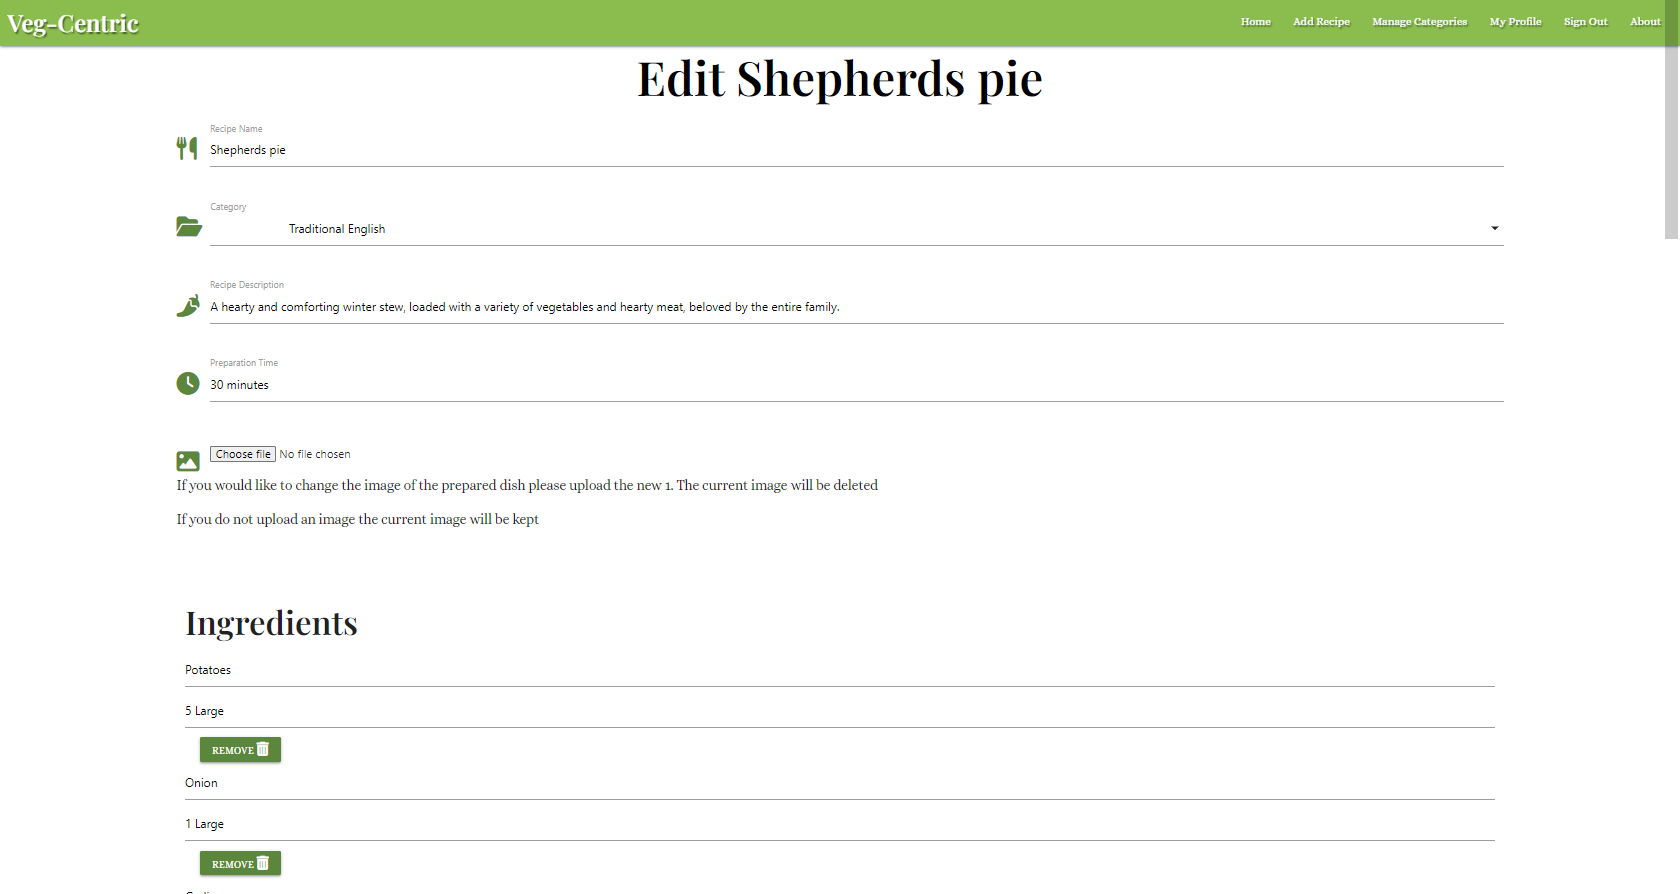 Veg-Centric
Home Add Recipe Manage Categories My Profile Sign Out About
Edit Shepherds pie
Recipe Name
Shepherds pie
Category
Traditional English
Recipe Description
A hearty and comforting winter stew, loaded with a variety of vegetables and hearty meat, beloved by the entire family.
Preparation Time
30 minutes
Choose file No file chosen
If you would like to change the image of the prepared dish please upload the new 1. The current image will be deleted
If you do not upload an image the current image will be kept
Ingredients
Potatoes
5 Large
REMOVE
Onion
1 Large
REMOVE